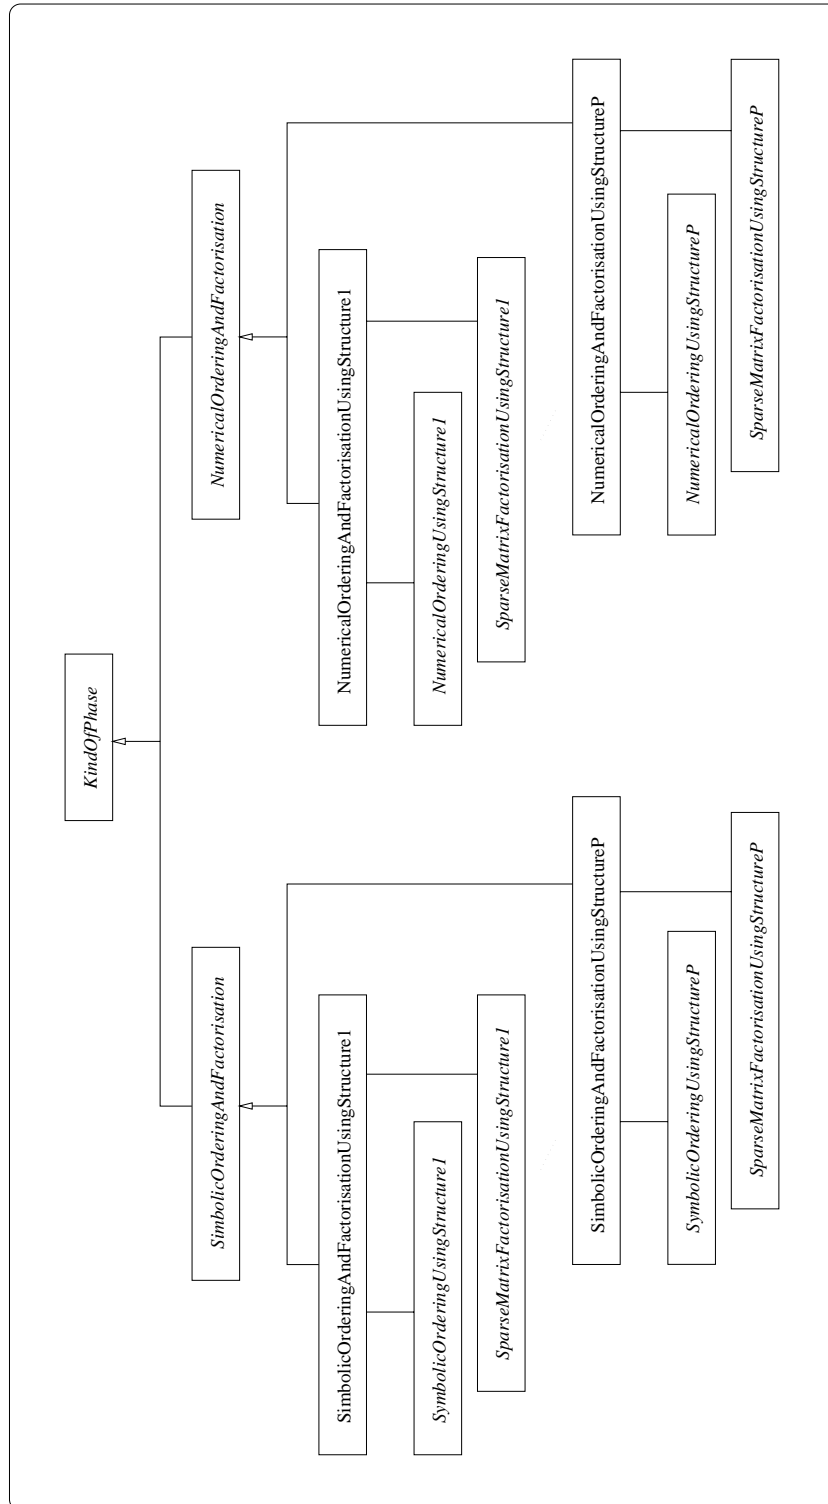 KindOfPhase
SimbolicOrderingAndFactorisation
NumericalOrderingAndFactorisation
SimbolicOrderingAndFactorisationUsingStructure1
SymbolicOrderingUsingStructure1
SparseMatrixFactorisationUsingStructure1
SimbolicOrderingAndFactorisationUsingStructureP
SymbolicOrderingUsingStructureP
SparseMatrixFactorisationUsingStructureP
NumericalOrderingAndFactorisationUsingStructure1
NumericalOrderingUsingStructure1
SparseMatrixFactorisationUsingStructure1
NumericalOrderingAndFactorisationUsingStructureP
NumericalOrderingUsingStructureP
SparseMatrixFactorisationUsingStructureP